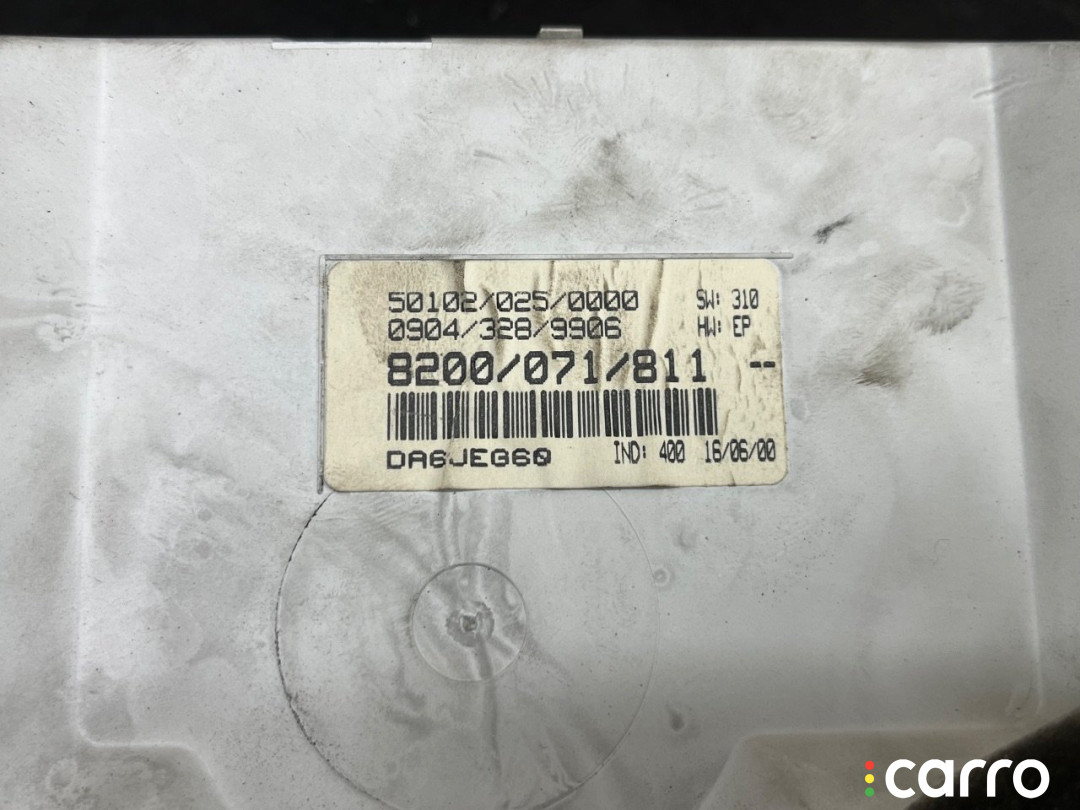 50102/025/0000 SW: 310
0904/328/9906 HW: EP
8200/071/811 --
DA6JEG60 IND: 400 16/06/00
carro